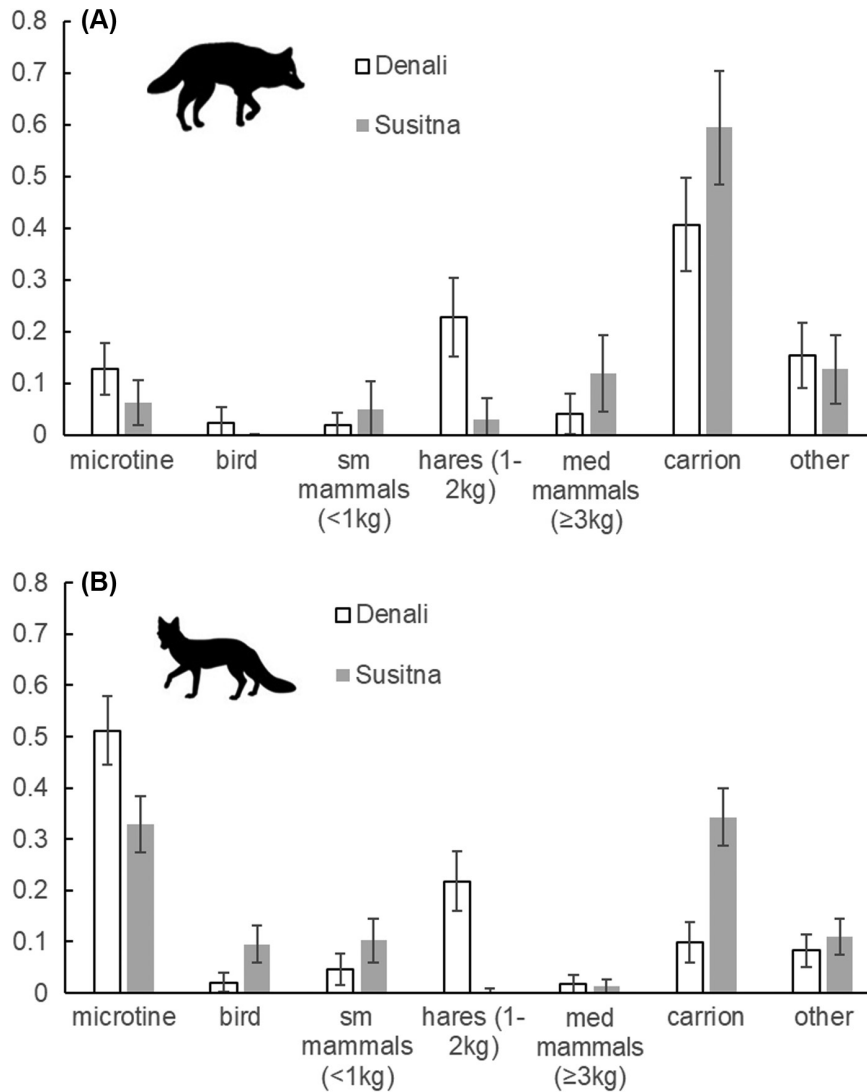 (A)
0.8
0.7
0.6
0.5
0.4
0.3
0.2
0.1
0
Denali
Susitna
microtine bird sm hares (1- med carrion other
mammals 2kg) mammals
(<1kg) (≥3kg)
(B)
0.8
0.7
0.6
0.5
0.4
0.3
0.2
0.1
0
Denali
Susitna
microtine bird sm hares (1- med carrion other
mammals 2kg) mammals
(<1kg) (≥3kg)